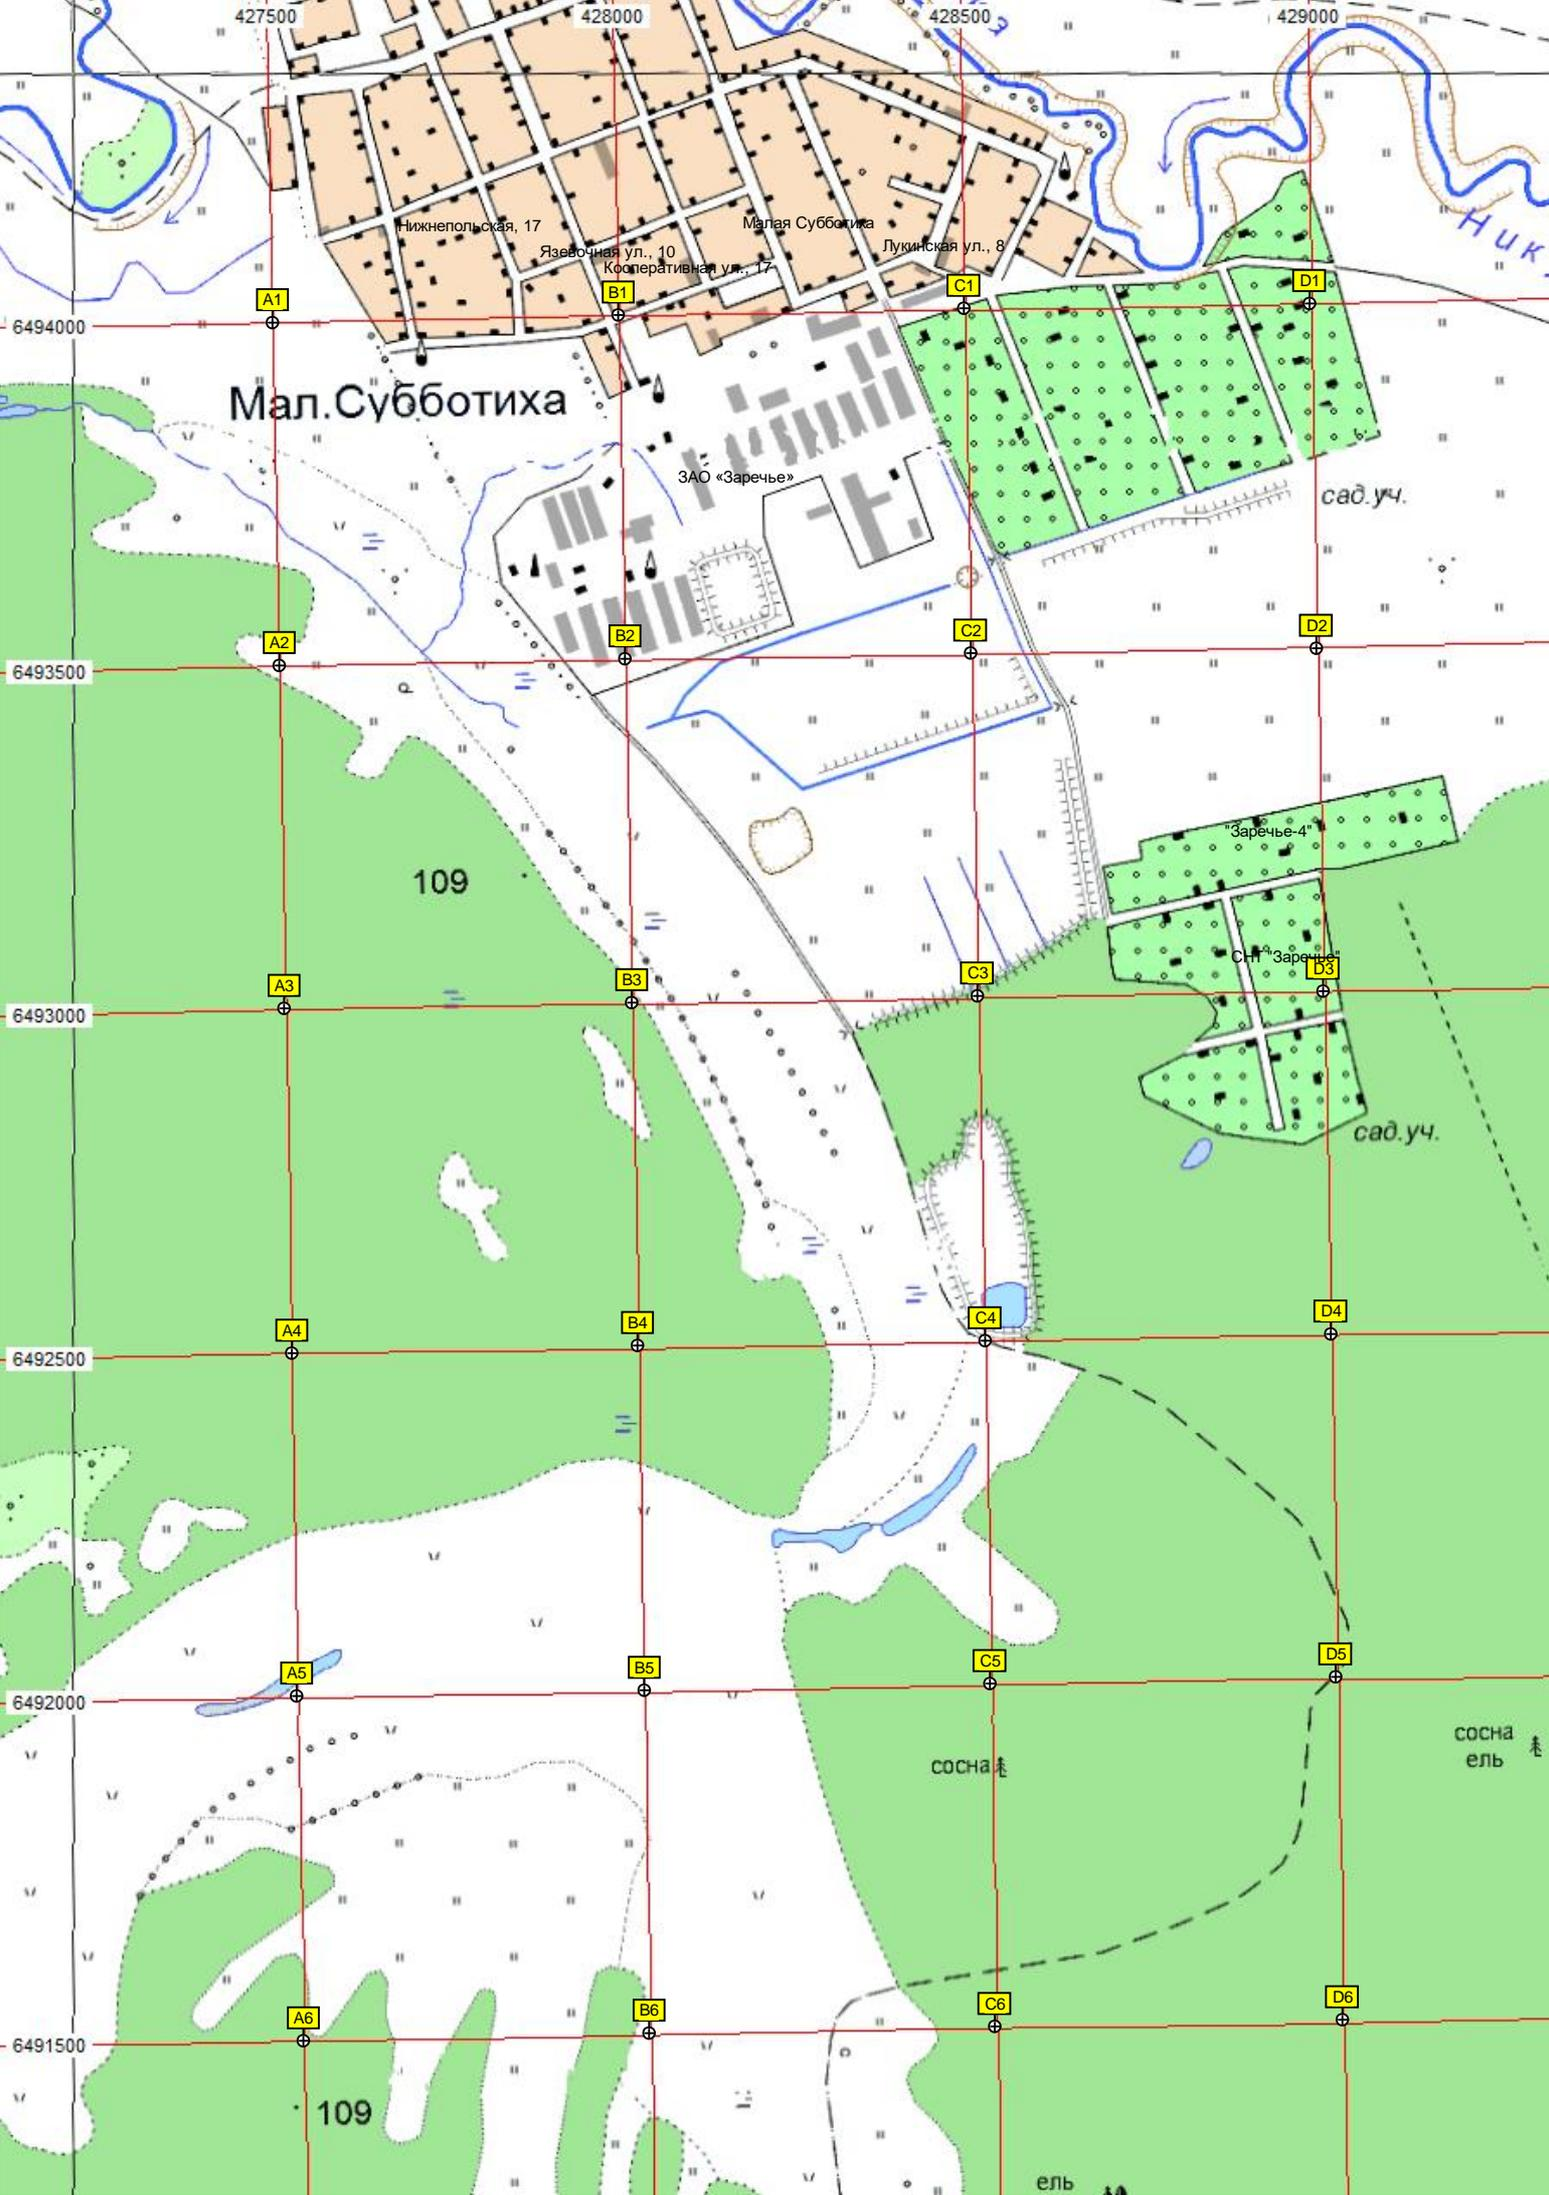 427500 428000 428500 429000
я
Ник
Нижнепольская, 17
Малая Субботиха
Язевочная ул., 10
Лукинская ул., 8
Кооперативная ул., 17
A1 B1 C1 D1
6494000
Мал.Субботиха
ЗАО «Заречье»
сад.уч.
A2 B2 C2 D2
6493500
"Заречье-4"
109
СНТ "Заречье"
A3 B3 C3 D3
6493000
сад.уч.
A4 B4 C4 D4
6492500
A5 B5 C5 D5
6492000
сосна
ель
сосна
A6 B6 C6 D6
6491500
с
109
ель